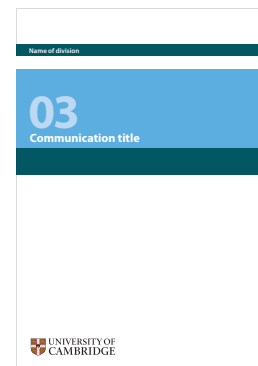 Name of division
03
Communication title
UNIVERSITY OF
CAMBRIDGE